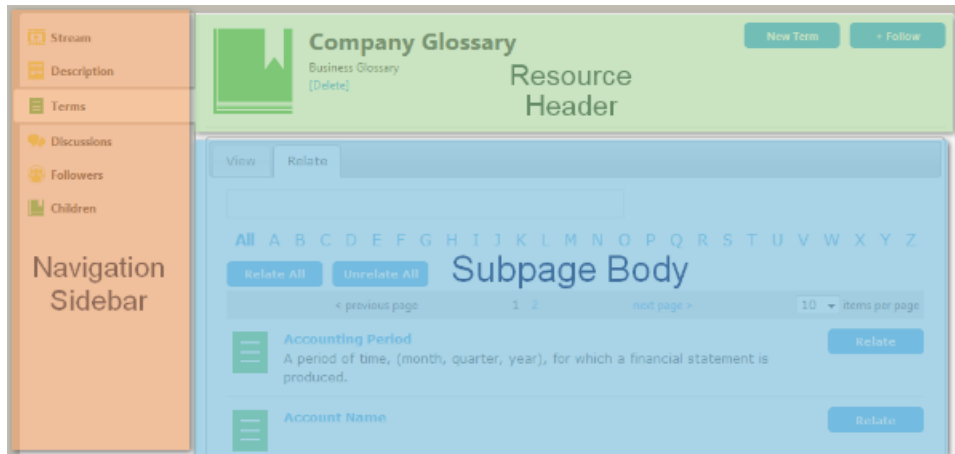 Stream
Description
Terms
Discussions
Followers
Children
Navigation
Sidebar
Company Glossary
Business Glossary
[Delete]
New Term
+ Follow
Resource
Header
View
Relate
All A B C D E F G H I J K L M N O P Q R S T U V W X Y Z
Relate All
Unrelate All
Subpage Body
< previous page 1 2 next page > 10 items per page
Accounting Period
A period of time, (month, quarter, year), for which a financial statement is
produced.
Relate
Account Name
Relate